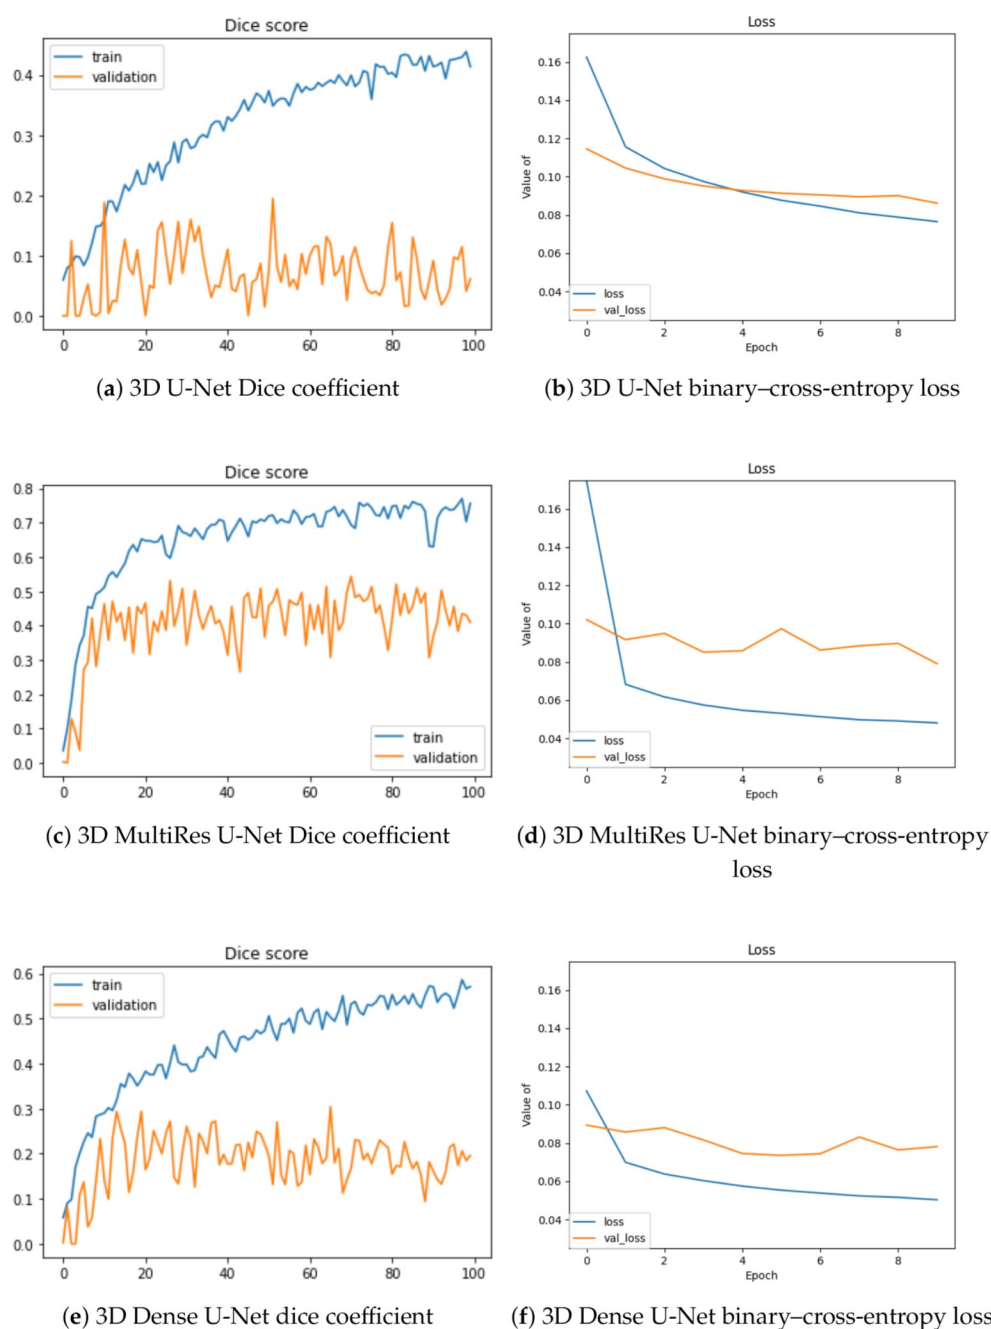 Dice score
train
validation
0.4
0.3
0.2
0.1
0.0
0 20 40 60 80 100
Loss
0.16
0.14
0.12
0.10
0.08
0.06
0.04
Value of
loss
val_loss
0 2 4 6 8
Epoch
(a) 3D U-Net Dice coefficient
(b) 3D U-Net binary–cross-entropy loss
Dice score
0.8
0.7
0.6
0.5
0.4
0.3
0.2
0.1
0.0
train
validation
0 20 40 60 80 100
Loss
0.16
0.14
0.12
0.10
0.08
0.06
0.04
Value of
loss
val_loss
0 2 4 6 8
Epoch
(c) 3D MultiRes U-Net Dice coefficient
(d) 3D MultiRes U-Net binary–cross-entropy
loss
Dice score
train
validation
0.6
0.5
0.4
0.3
0.2
0.1
0.0
0 20 40 60 80 100
Loss
0.16
0.14
0.12
0.10
0.08
0.06
0.04
Value of
loss
val_loss
0 2 4 6 8
Epoch
(e) 3D Dense U-Net dice coefficient
(f) 3D Dense U-Net binary–cross-entropy loss